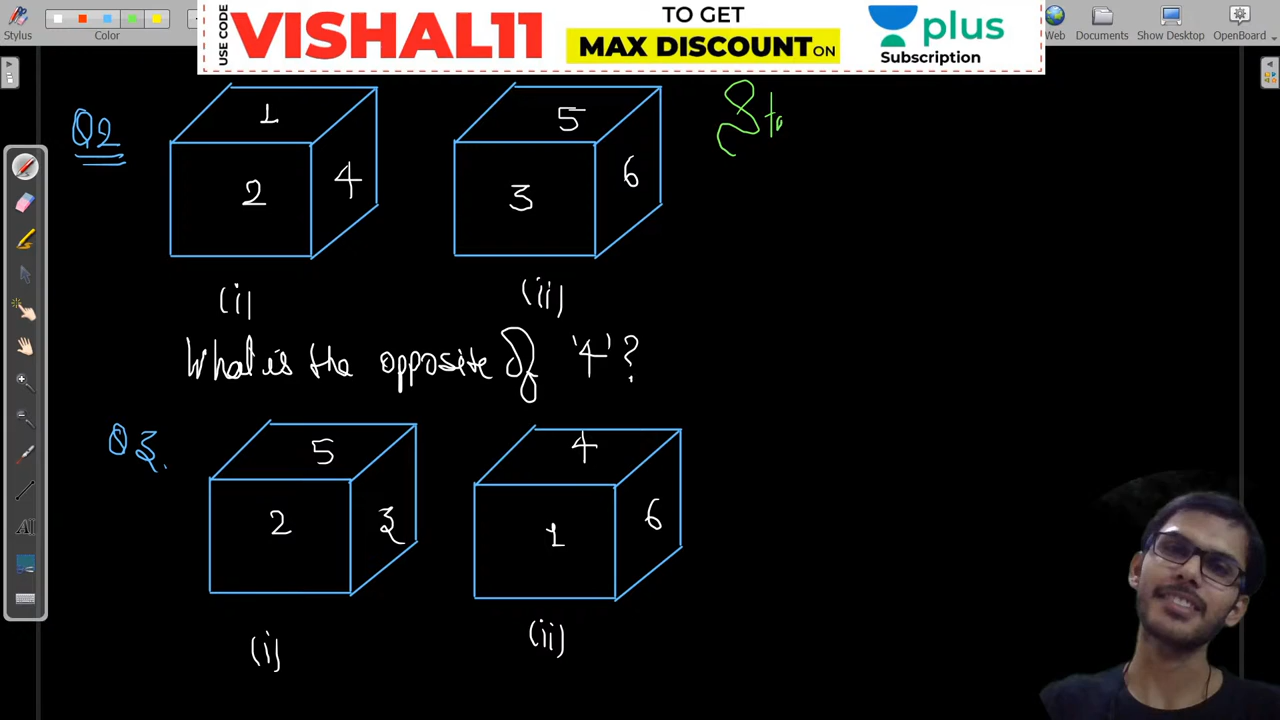 Stylus
Color
USE CODE
VISHAL11
TO GET
MAX DISCOUNT ON
plus
Subscription
Web
Documents
Show Desktop
OpenBoard
Q2
1
2
4
(i)
5
3
6
(ii)
St
What is the opposite of '4'?
Q3.
5
2
3
(i)
4
1
6
(ii)